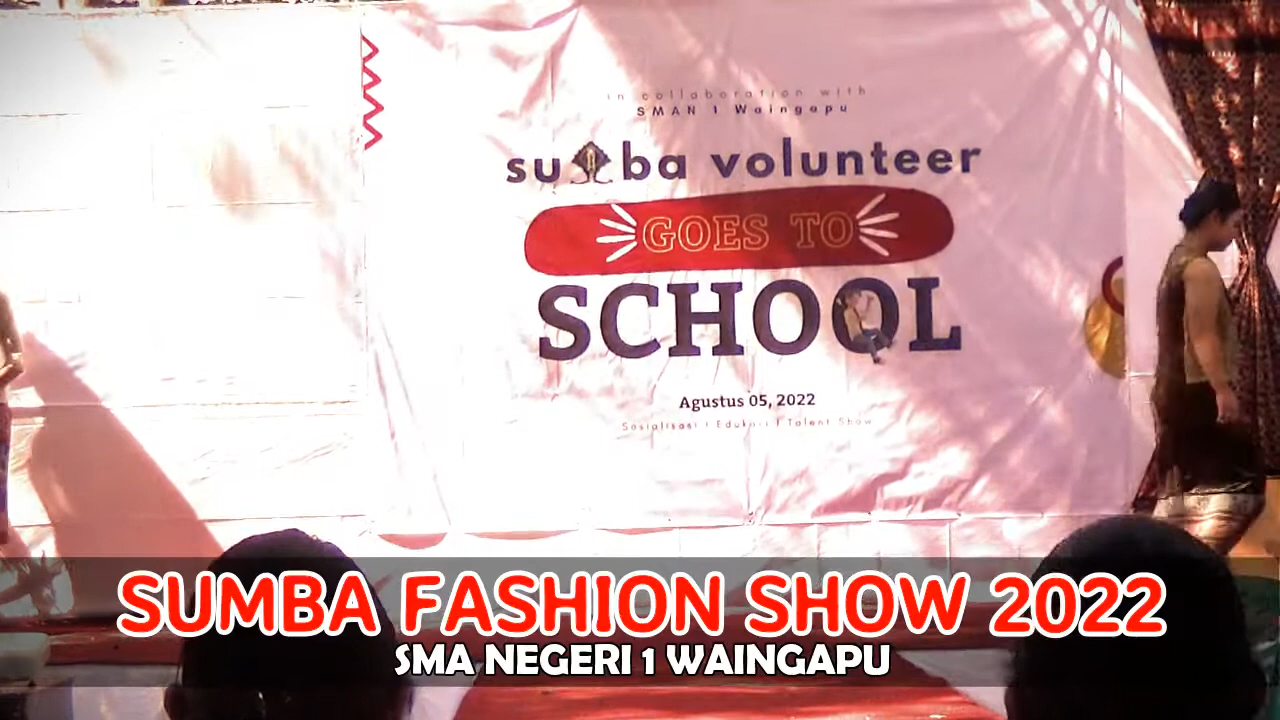 in collaboration with
SMAN 1 Waingapu
sumba volunteer
GOES TO
SCHOOL
Agustus 05, 2022
Sosialisasi | Edukasi | Talent Show
SUMBA FASHION SHOW 2022
SMA NEGERI 1 WAINGAPU